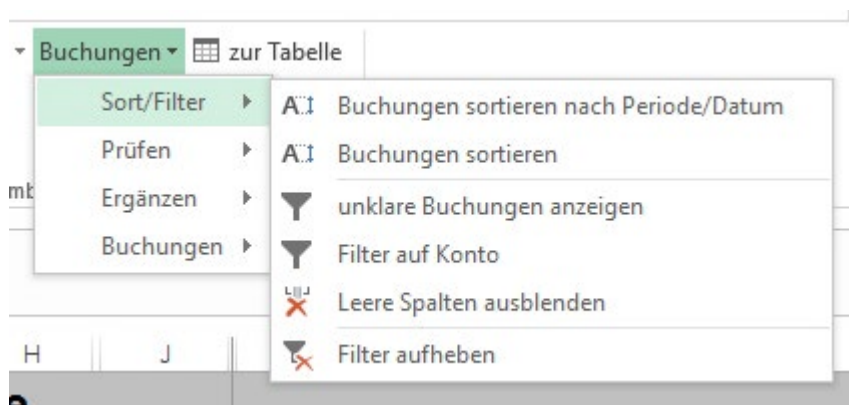 Buchungen zur Tabelle
Sort/Filter
Prüfen
Ergänzen
Buchungen
Buchungen sortieren nach Periode/Datum
Buchungen sortieren
unklare Buchungen anzeigen
Filter auf Konto
Leere Spalten ausblenden
Filter aufheben
H J